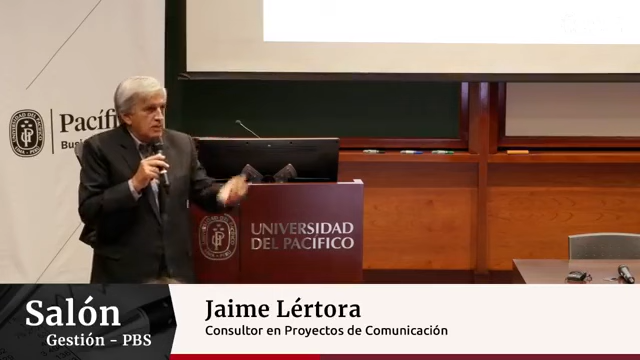 Pacífi
Busi
UNIVERSIDAD
DEL PACIFICO
Salón
Gestión - PBS
Jaime Lértora
Consultor en Proyectos de Comunicación